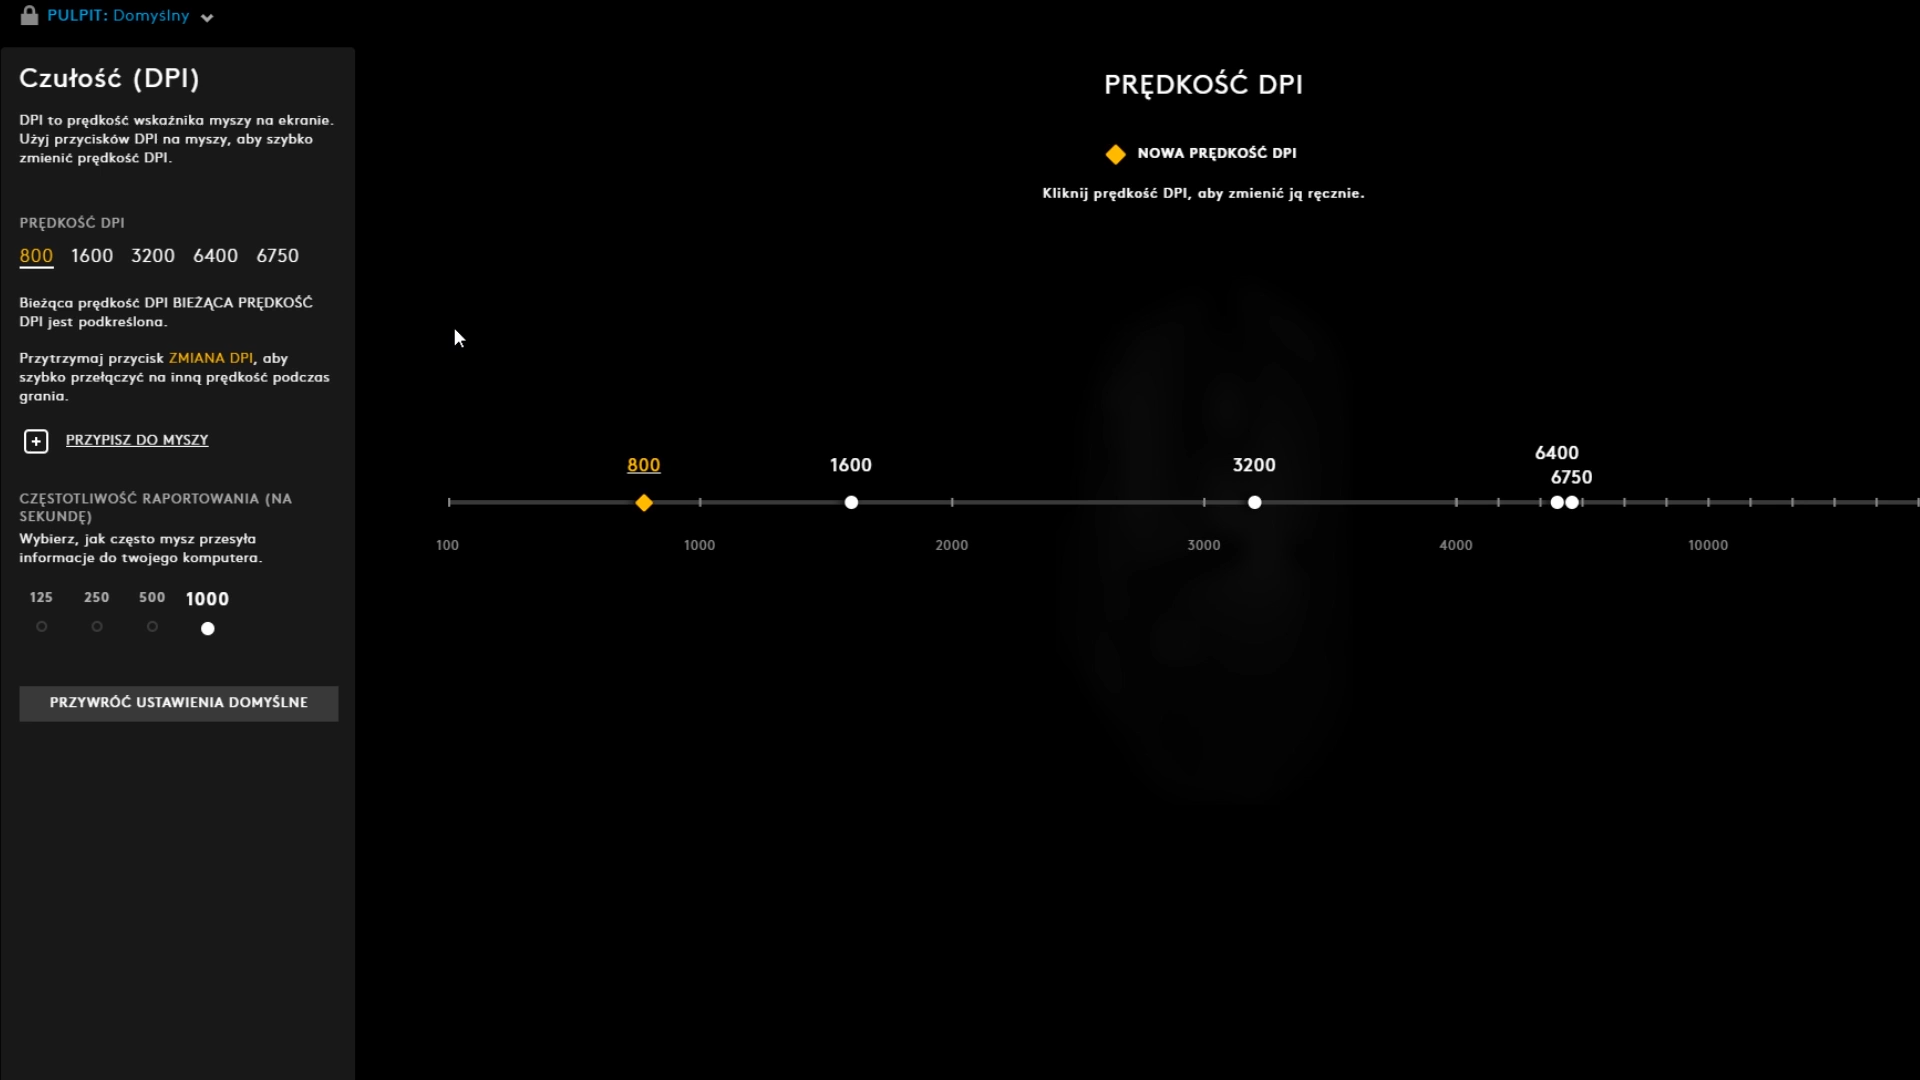 PULPIT: Domyślny
Czułość (DPI)
DPI to prędkość wskaźnika myszy na ekranie.
Użyj przycisków DPI na myszy, aby szybko
zmienić prędkość DPI.
PRĘDKOŚĆ DPI
800 1600 3200 6400 6750
Bieżąca prędkość DPI BIEŻĄCA PRĘDKOŚĆ
DPI jest podkreślona.
Przytrzymaj przycisk ZMIANA DPI, aby
szybko przełączyć na inną prędkość podczas
grania.
PRZYPISZ DO MYSZY
CZĘSTOTLIWOŚĆ RAPORTOWANIA (NA
SEKUNDĘ)
Wybierz, jak często mysz przesyła
informacje do twojego komputera.
125 250 500 1000
PRZYWRÓĆ USTAWIENIA DOMYŚLNE
PRĘDKOŚĆ DPI
NOWA PRĘDKOŚĆ DPI
Kliknij prędkość DPI, aby zmienić ją ręcznie.
800 1600 3200 6400
6750
100 1000 2000 3000 4000 10000